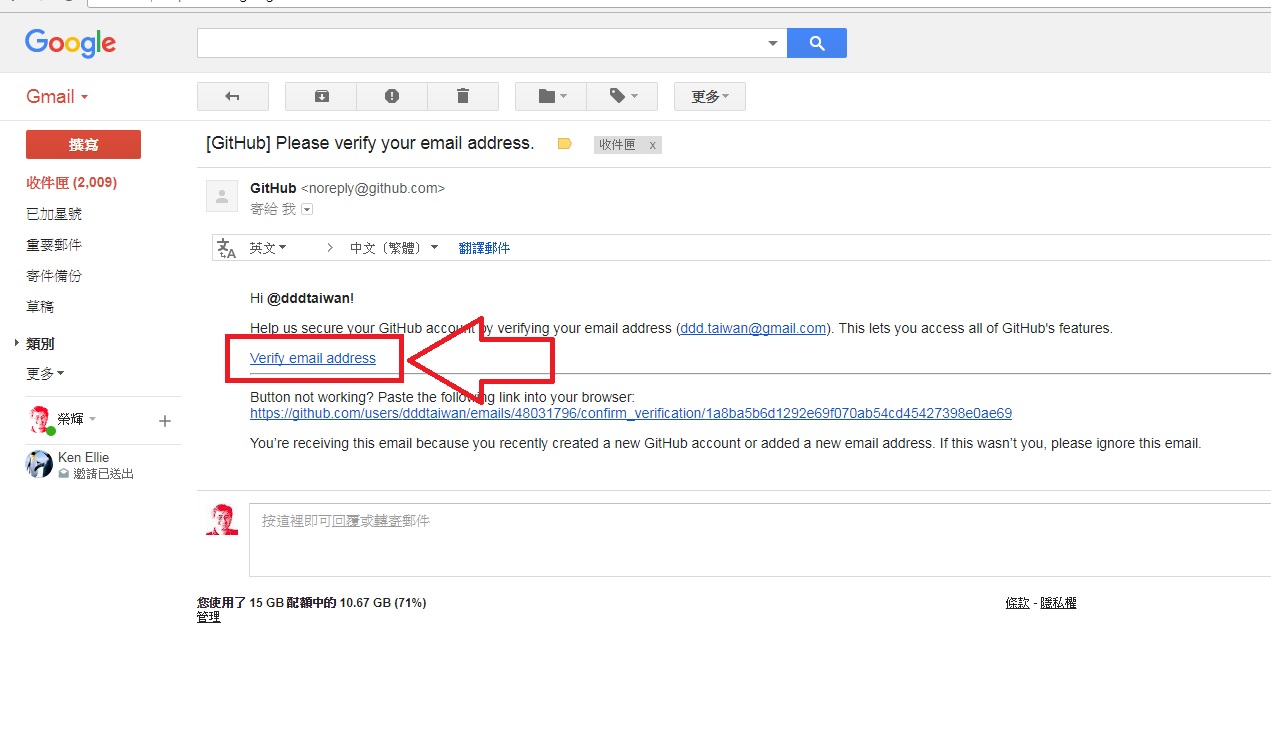 Google
Gmail
更多
撰寫
[GitHub] Please verify your email address.
收件匣 x
收件匣 (2,009)
已加星號
重要郵件
寄件備份
草稿
類別
更多
榮輝
Ken Ellie
邀請已送出
GitHub <noreply@github.com>
寄給 我
英文 > 中文（繁體） 翻譯郵件
Hi @dddtaiwan!
Help us secure your GitHub account by verifying your email address (ddd.taiwan@gmail.com). This lets you access all of GitHub's features.
Verify email address
Button not working? Paste the following link into your browser:
https://github.com/users/dddtaiwan/emails/48031796/confirm_verification/1a8ba5b6d1292e69f070ab54cd45427398e0ae69
You’re receiving this email because you recently created a new GitHub account or added a new email address. If this wasn’t you, please ignore this email.
按這裡即可回覆或轉寄郵件
您使用了 15 GB 配額中的 10.67 GB (71%)
管理
條款 - 隱私權